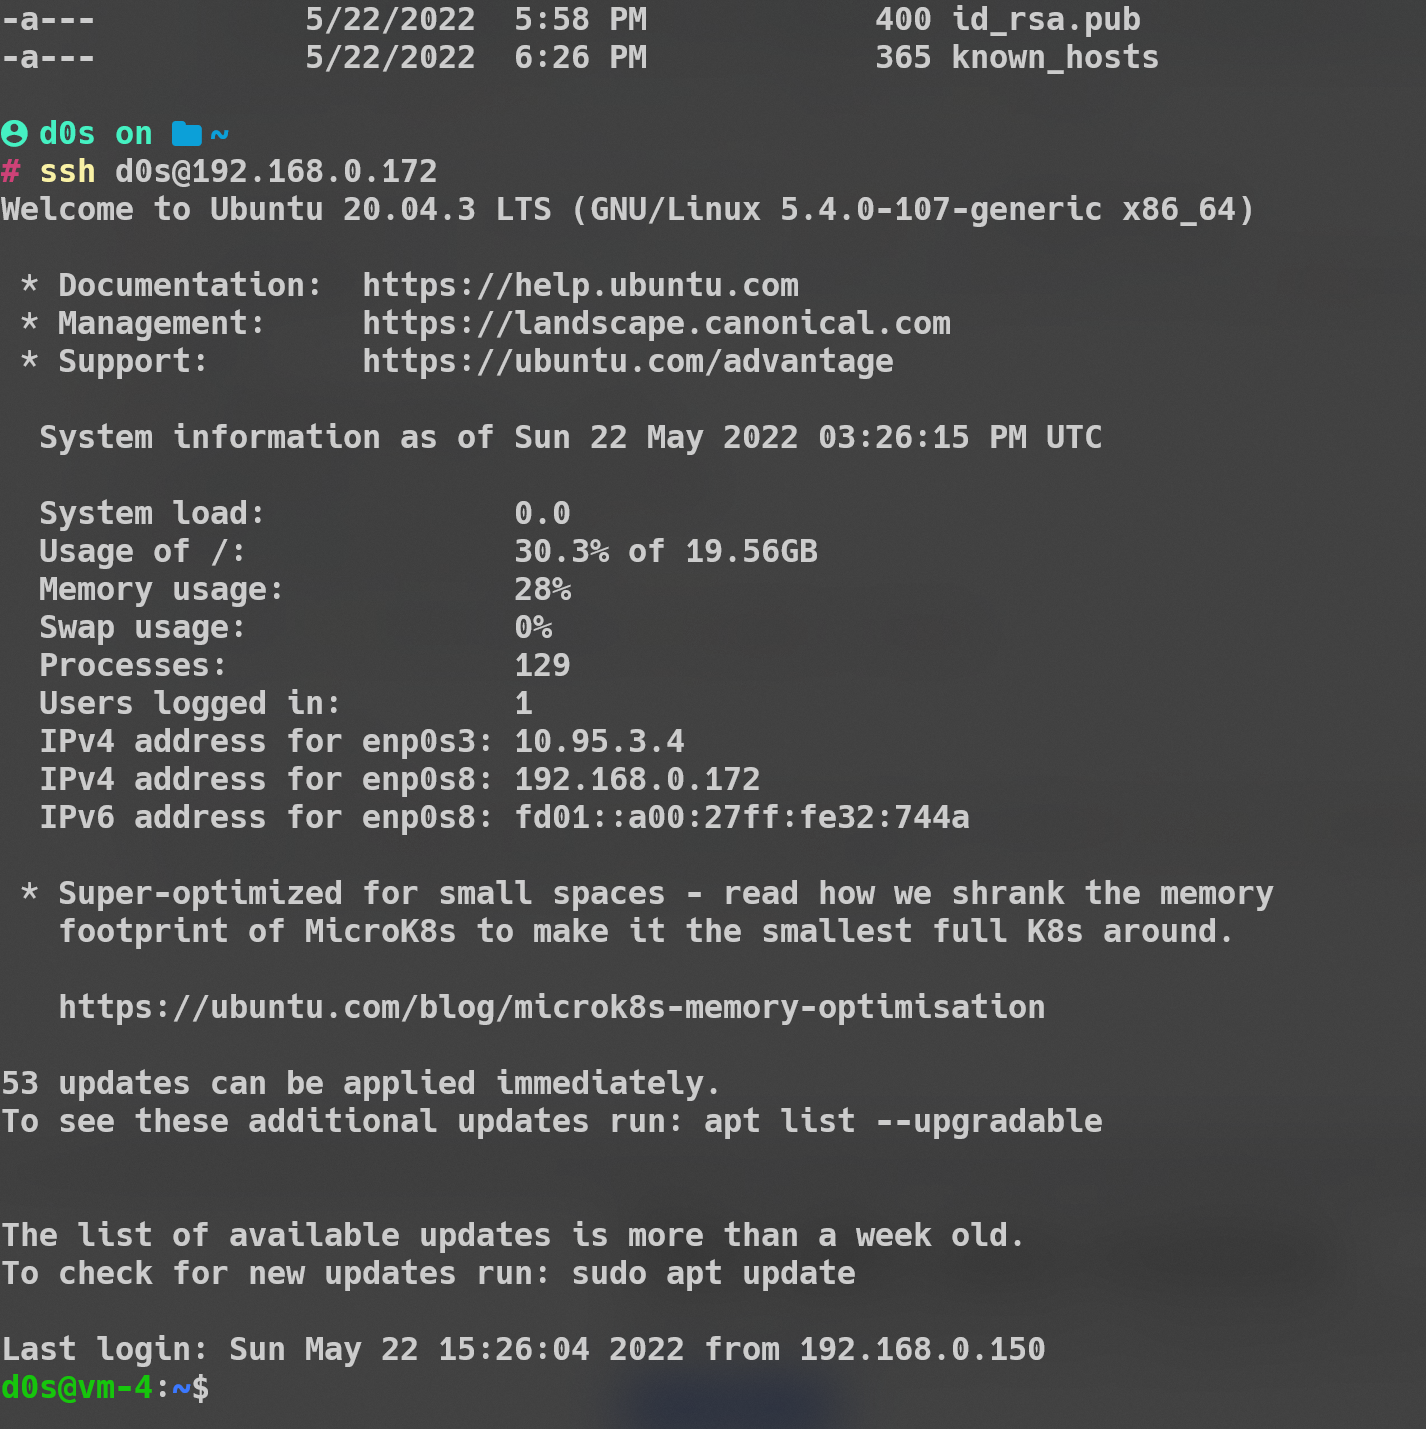 -a---           5/22/2022  5:58 PM            400 id_rsa.pub
-a---           5/22/2022  6:26 PM            365 known_hosts
d0s on ~
# ssh d0s@192.168.0.172
Welcome to Ubuntu 20.04.3 LTS (GNU/Linux 5.4.0-107-generic x86_64)
 * Documentation:  https://help.ubuntu.com
 * Management:     https://landscape.canonical.com
 * Support:        https://ubuntu.com/advantage
  System information as of Sun 22 May 2022 03:26:15 PM UTC
  System load:             0.0
  Usage of /:              30.3% of 19.56GB
  Memory usage:            28%
  Swap usage:              0%
  Processes:               129
  Users logged in:         1
  IPv4 address for enp0s3: 10.95.3.4
  IPv4 address for enp0s8: 192.168.0.172
  IPv6 address for enp0s8: fd01::a00:27ff:fe32:744a
 * Super-optimized for small spaces - read how we shrank the memory
   footprint of MicroK8s to make it the smallest full K8s around.
   https://ubuntu.com/blog/microk8s-memory-optimisation
53 updates can be applied immediately.
To see these additional updates run: apt list --upgradable
The list of available updates is more than a week old.
To check for new updates run: sudo apt update
Last login: Sun May 22 15:26:04 2022 from 192.168.0.150
d0s@vm-4:~$